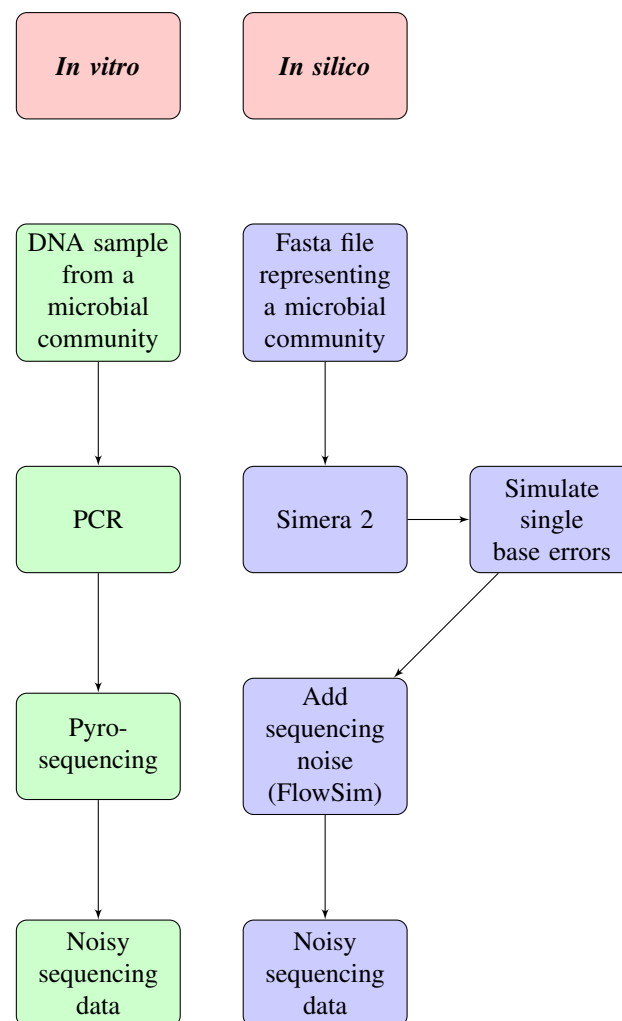 In vitro
In silico
DNA sample
from a
microbial
community
Fasta file
representing
a microbial
community
PCR
Simera 2
Simulate
single
base errors
Pyro-
sequencing
Add
sequencing
noise
(FlowSim)
Noisy
sequencing
data
Noisy
sequencing
data